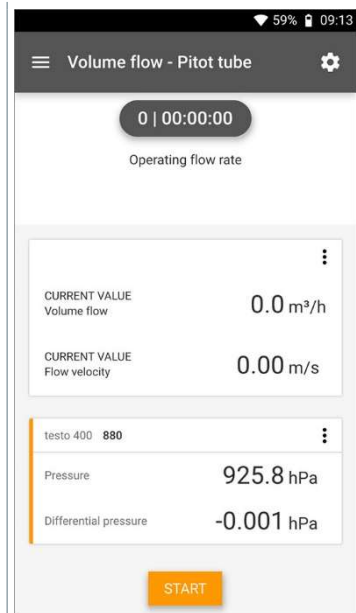 59% 09:13
Volume flow - Pitot tube
0 | 00:00:00
Operating flow rate
CURRENT VALUE
Volume flow
0.0 m³/h
CURRENT VALUE
Flow velocity
0.00 m/s
testo 400 880
Pressure
925.8 hPa
Differential pressure
-0.001 hPa
START